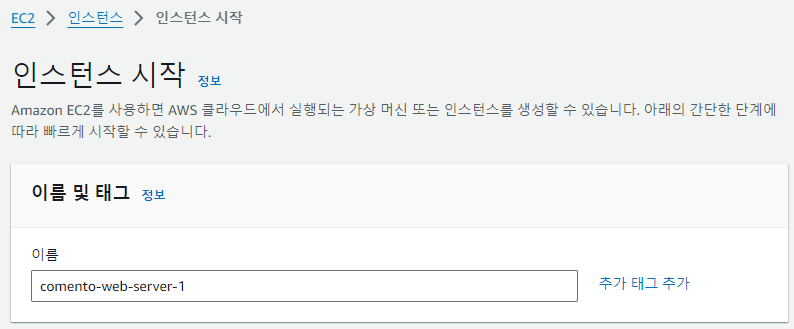 EC2 > 인스턴스 > 인스턴스 시작
인스턴스 시작 정보
Amazon EC2를 사용하면 AWS 클라우드에서 실행되는 가상 머신 또는 인스턴스를 생성할 수 있습니다. 아래의 간단한 단계에
따라 빠르게 시작할 수 있습니다.
이름 및 태그 정보
이름
comento-web-server-1 추가 태그 추가